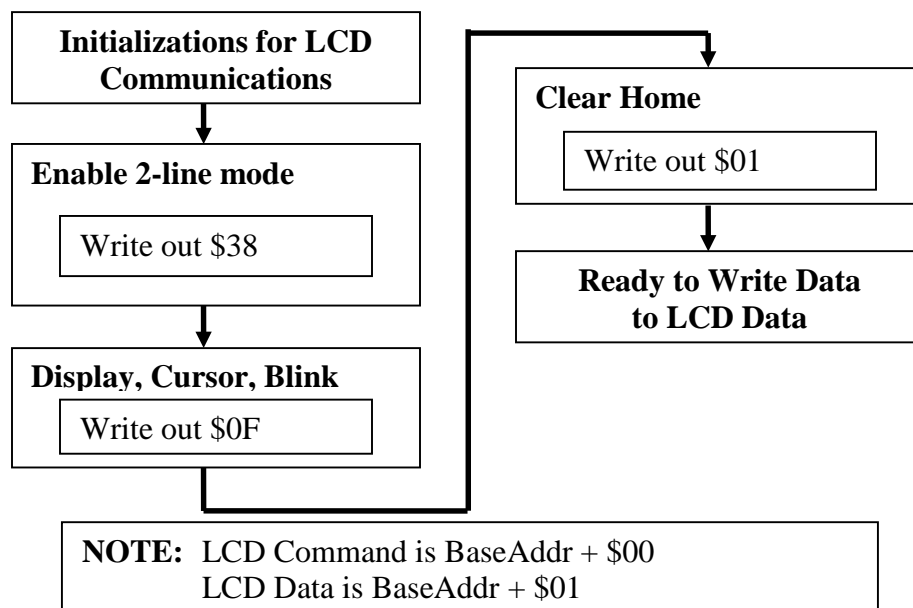 Initializations for LCD
Communications
Enable 2-line mode
Write out $38
Display, Cursor, Blink
Write out $0F
Clear Home
Write out $01
Ready to Write Data
to LCD Data
NOTE: LCD Command is BaseAddr + $00
LCD Data is BaseAddr + $01